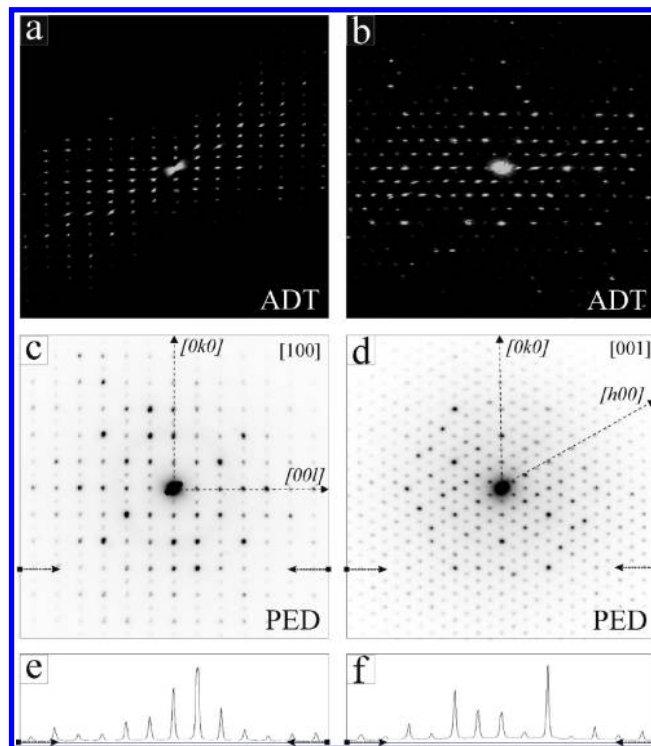 a
b
ADT
ADT
c
[0k0]
[100]
[00l]
PED
d
[0k0]
[001]
[h00]
PED
e
f